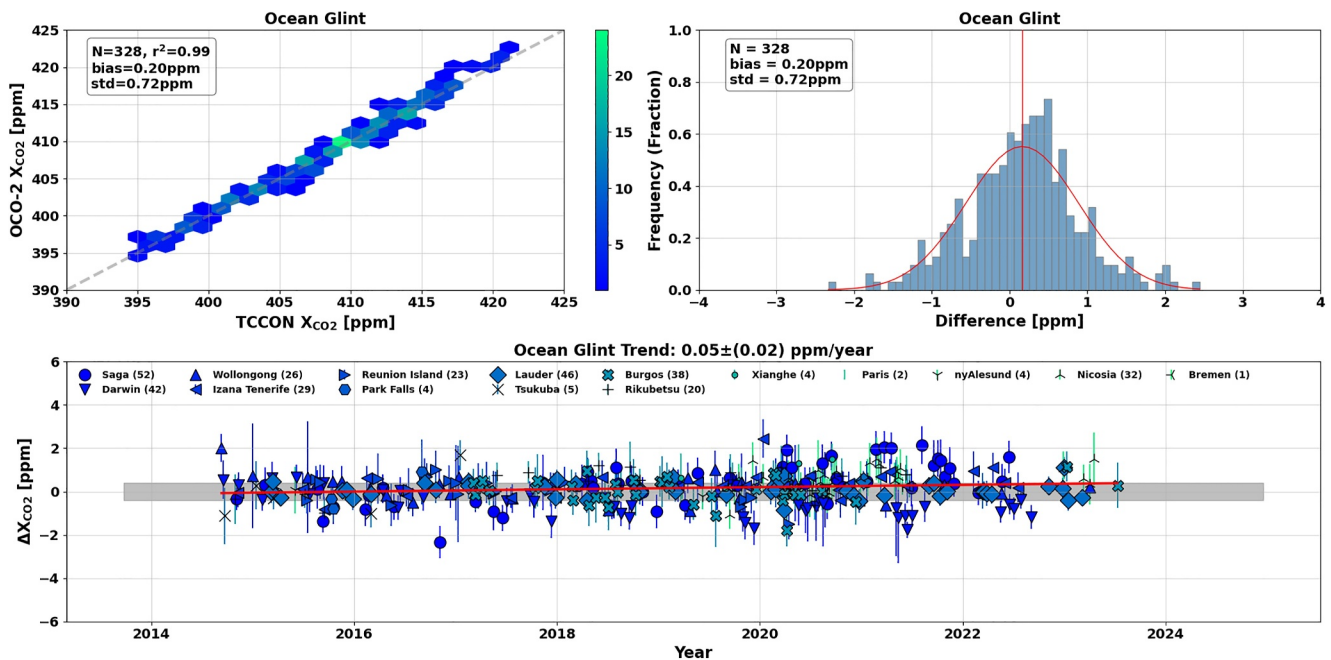 Ocean Glint
N=328, r²=0.99
bias=0.20ppm
std=0.72ppm
OCO-2 X_CO2 [ppm]
425
420
415
410
405
400
395
390
390 395 400 405 410 415 420 425
TCCON X_CO2 [ppm]
20
15
10
5
Ocean Glint
N = 328
bias = 0.20ppm
std = 0.72ppm
Frequency (Fraction)
1.0
0.8
0.6
0.4
0.2
0.0
−4 −3 −2 −1 0 1 2 3 4
Difference [ppm]
Ocean Glint Trend: 0.05±(0.02) ppm/year
Saga (52) Wollongong (26) Reunion Island (23) Lauder (46) Burgos (38) Xianghe (4) Paris (2) nyAlesund (4) Nicosia (32) Bremen (1)
Darwin (42) Izana Tenerife (29) Park Falls (4) Tsukuba (5) Rikubetsu (20)
ΔX_CO2 [ppm]
6
4
2
0
−2
−4
−6
2014 2016 2018 2020 2022 2024
Year